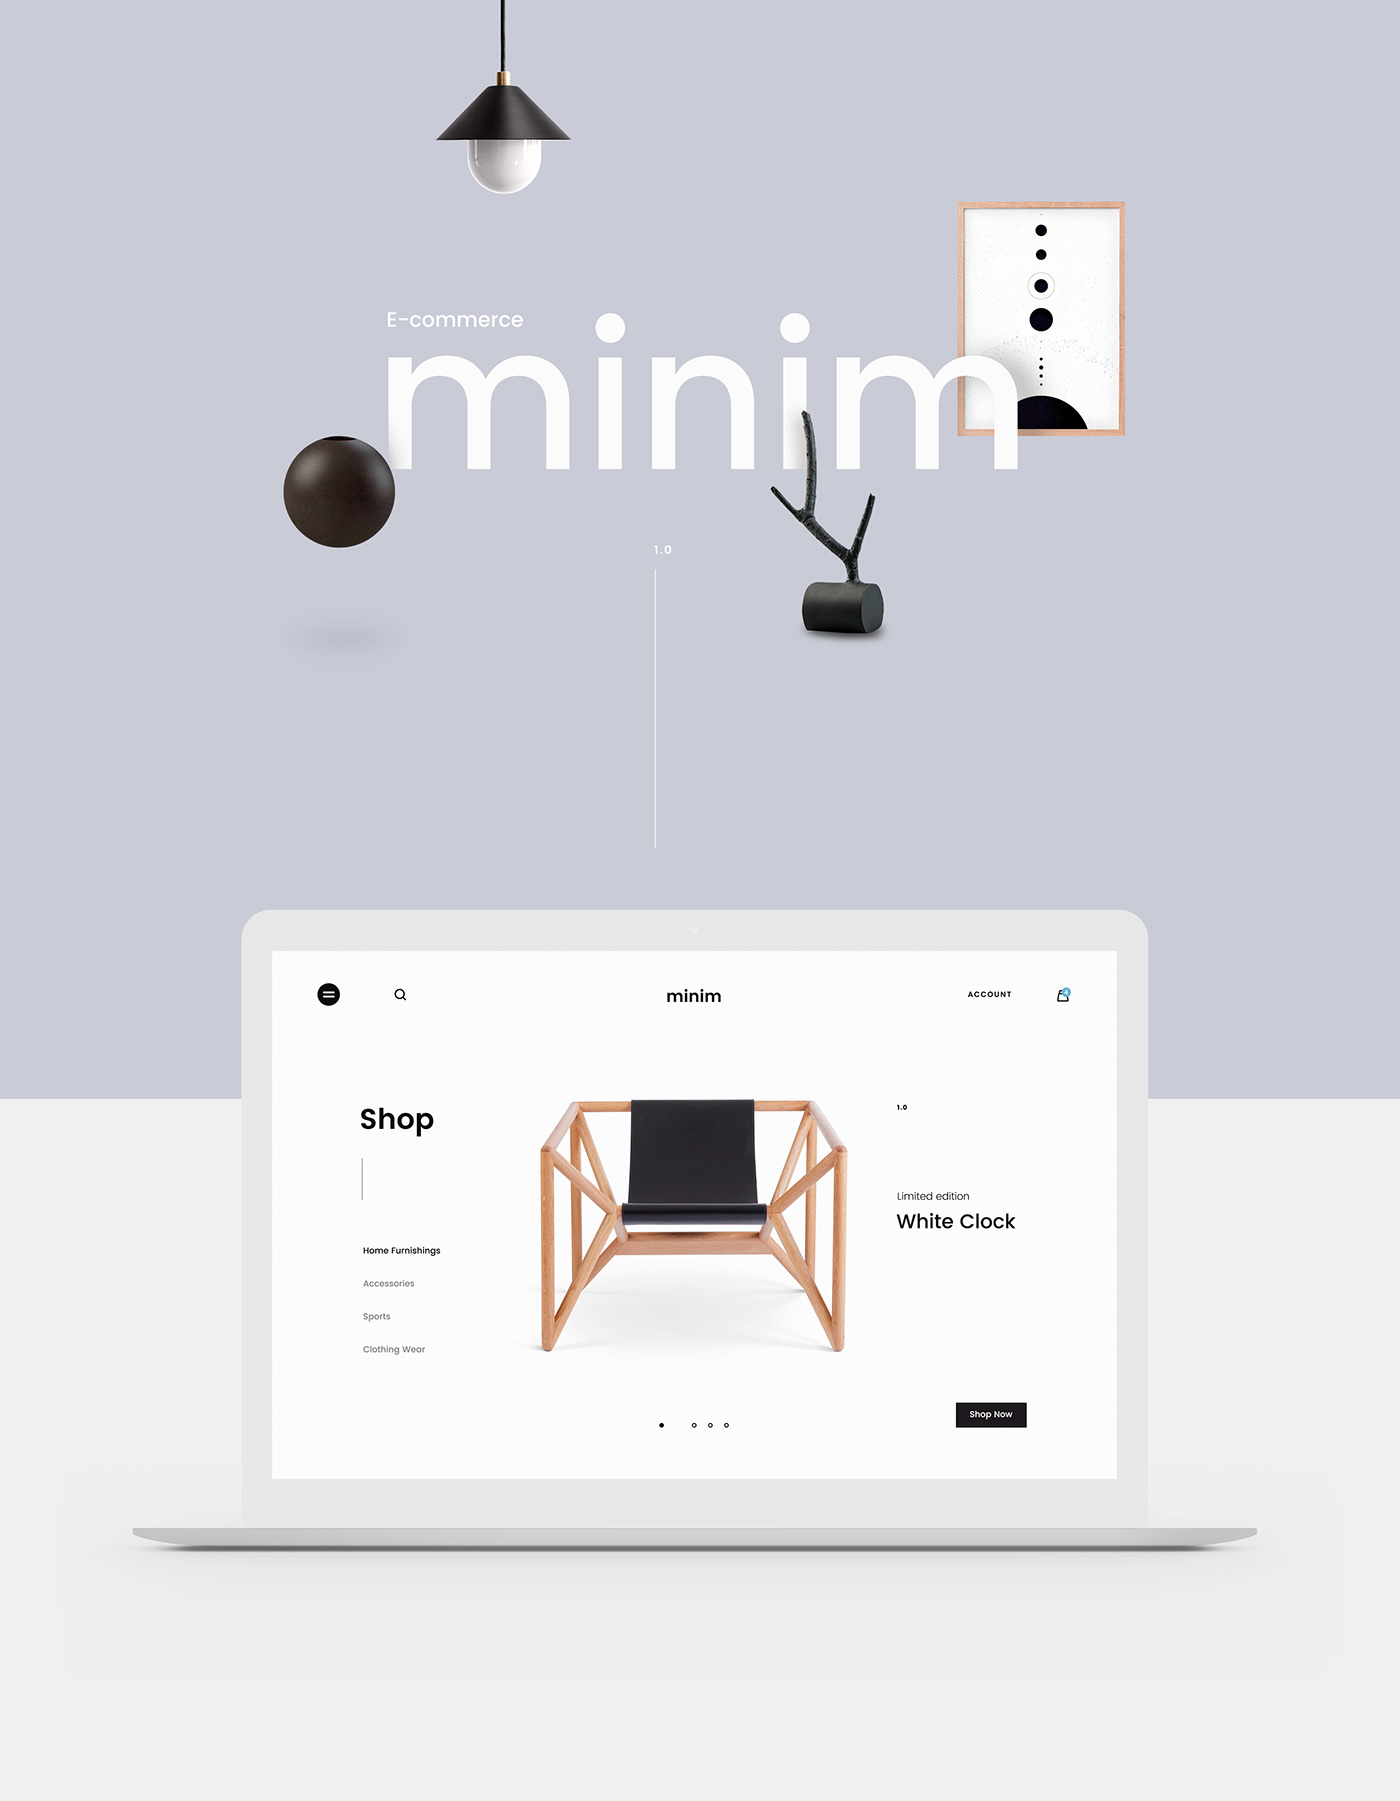 E-commerce
minim
1.0
minim
ACCOUNT
4
Shop
1.0
Limited edition
White Clock
Home Furnishings
Accessories
Sports
Clothing Wear
Shop Now